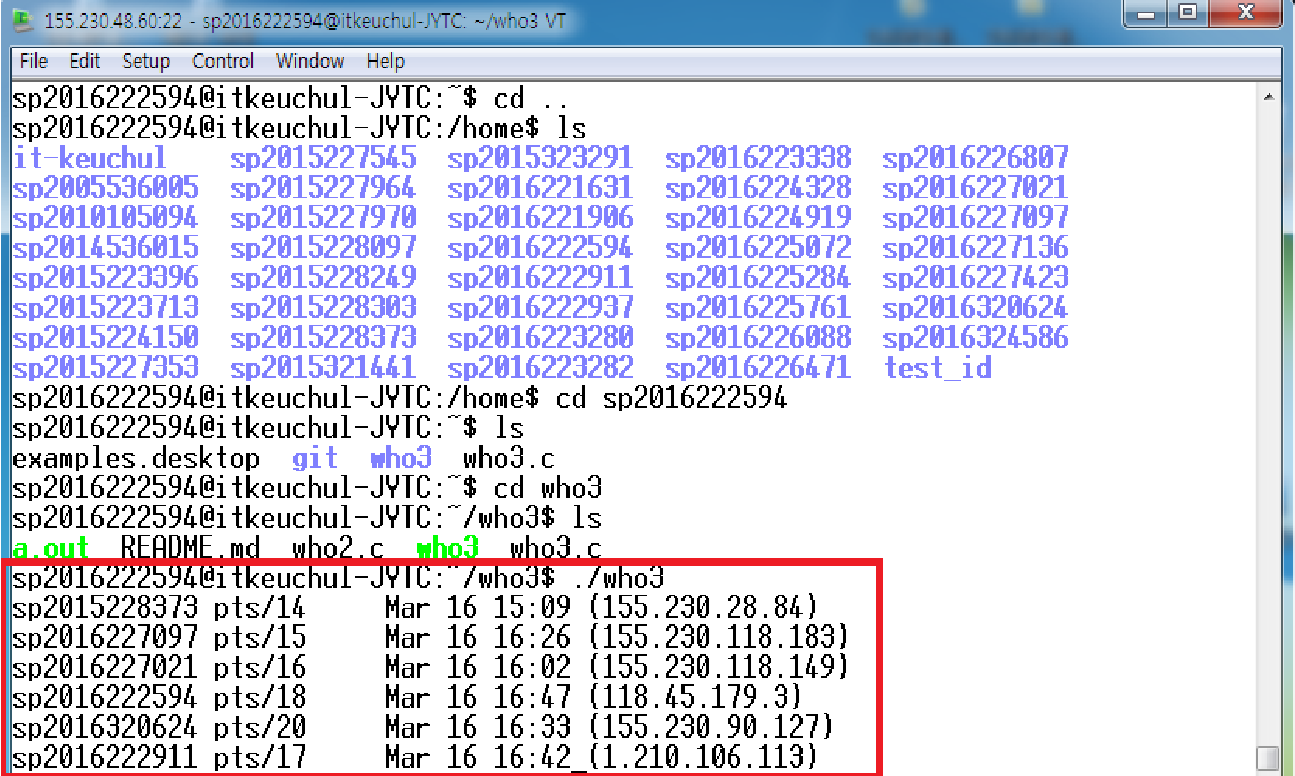 155.230.48.60:22 - sp2016222594@itkeuchul-JYTC: ~/who3 VT
File Edit Setup Control Window Help
sp2016222594@itkeuchul-JYTC:~$ cd ..
sp2016222594@itkeuchul-JYTC:/home$ ls
it-keuchul sp2015227545 sp2015323291 sp2016223338 sp2016226807
sp2005536005 sp2015227964 sp2016221631 sp2016224328 sp2016227021
sp2010105094 sp2015227970 sp2016221906 sp2016224919 sp2016227097
sp2014536015 sp2015228097 sp2016222594 sp2016225072 sp2016227136
sp2015223396 sp2015228249 sp2016222911 sp2016225284 sp2016227423
sp2015223713 sp2015228303 sp2016222937 sp2016225761 sp2016320624
sp2015224150 sp2015228373 sp2016223280 sp2016226088 sp2016324586
sp2015227353 sp2015321441 sp2016223282 sp2016226471 test_id
sp2016222594@itkeuchul-JYTC:/home$ cd sp2016222594
sp2016222594@itkeuchul-JYTC:~$ ls
examples.desktop git who3 who3.c
sp2016222594@itkeuchul-JYTC:~$ cd who3
sp2016222594@itkeuchul-JYTC:~/who3$ ls
a.out README.md who2.c who3 who3.c
sp2016222594@itkeuchul-JYTC:~/who3$ ./who3
sp2015228373 pts/14 Mar 16 15:09 (155.230.28.84)
sp2016227097 pts/15 Mar 16 16:26 (155.230.118.183)
sp2016227021 pts/16 Mar 16 16:02 (155.230.118.149)
sp2016222594 pts/18 Mar 16 16:47 (118.45.179.3)
sp2016320624 pts/20 Mar 16 16:33 (155.230.90.127)
sp2016222911 pts/17 Mar 16 16:42_(1.210.106.113)